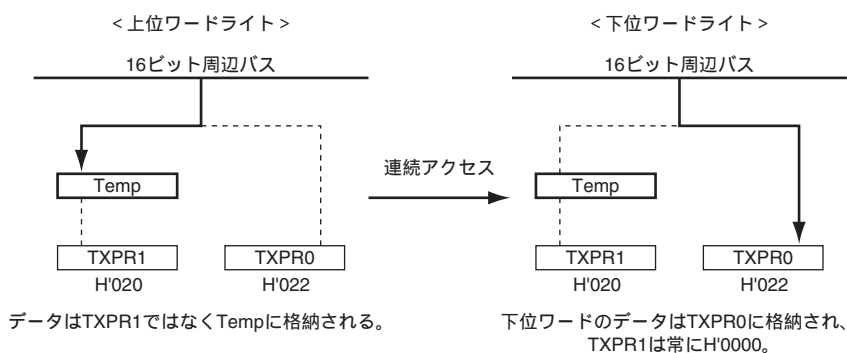 <上位ワードライト>
16ビット周辺バス
Temp
TXPR1
H'020
TXPR0
H'022
データはTXPR1ではなくTempに格納される。
連続アクセス
<下位ワードライト>
16ビット周辺バス
Temp
TXPR1
H'020
TXPR0
H'022
下位ワードのデータはTXPR0に格納され、
TXPR1は常にH'0000。